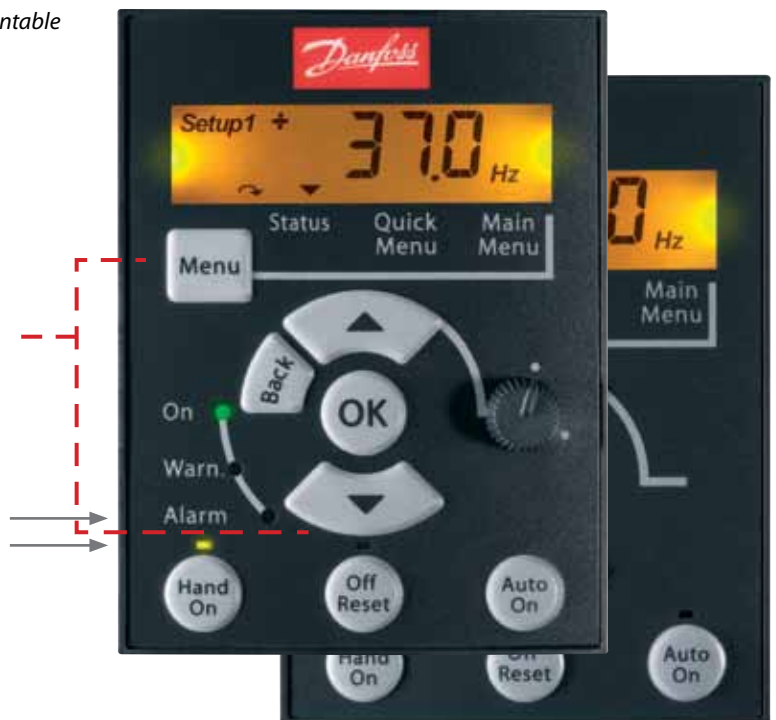 ntable
Danfoss
Setup1 + 37.0 Hz
Status Quick Menu Main Menu
Menu
Back
OK
On
Warn.
Alarm
Hand On
Off Reset
Auto On
0 Hz
Main Menu
Hand On
Reset
Auto On